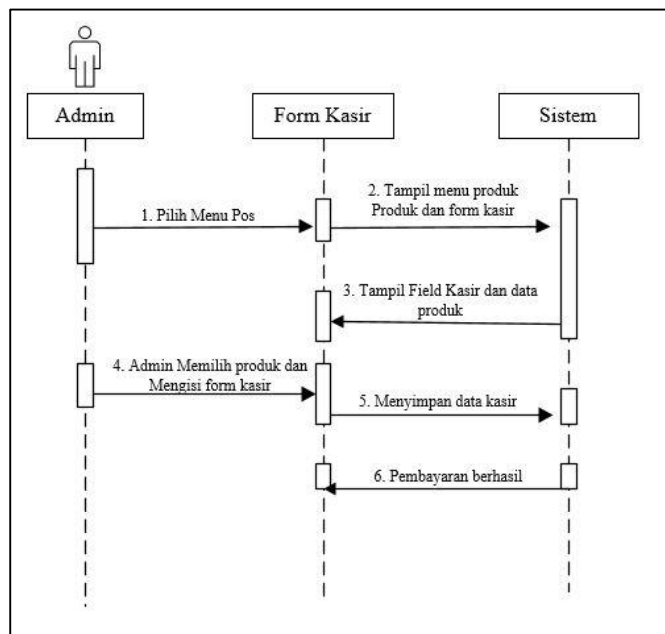 Admin
Form Kasir
Sistem
1. Pilih Menu Pos
2. Tampil menu produk
Produk dan form kasir
3. Tampil Field Kasir dan data
produk
4. Admin Memilih produk dan
Mengisi form kasir
5. Menyimpan data kasir
6. Pembayaran berhasil